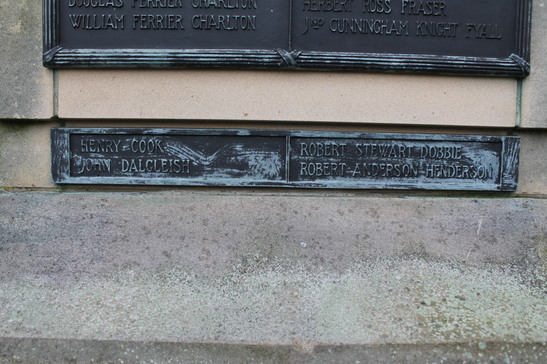 DOUGLAS FERRIER CHARLTON
WILLIAM FERRIER CHARLTON
HERBERT ROSS FRASER
JNO CUNNINGHAM KNIGHT FYALL
HENRY COOK
JOHN DALGLEISH
ROBERT STEWART DOBBIE
ROBERT ANDERSON HENDERSON